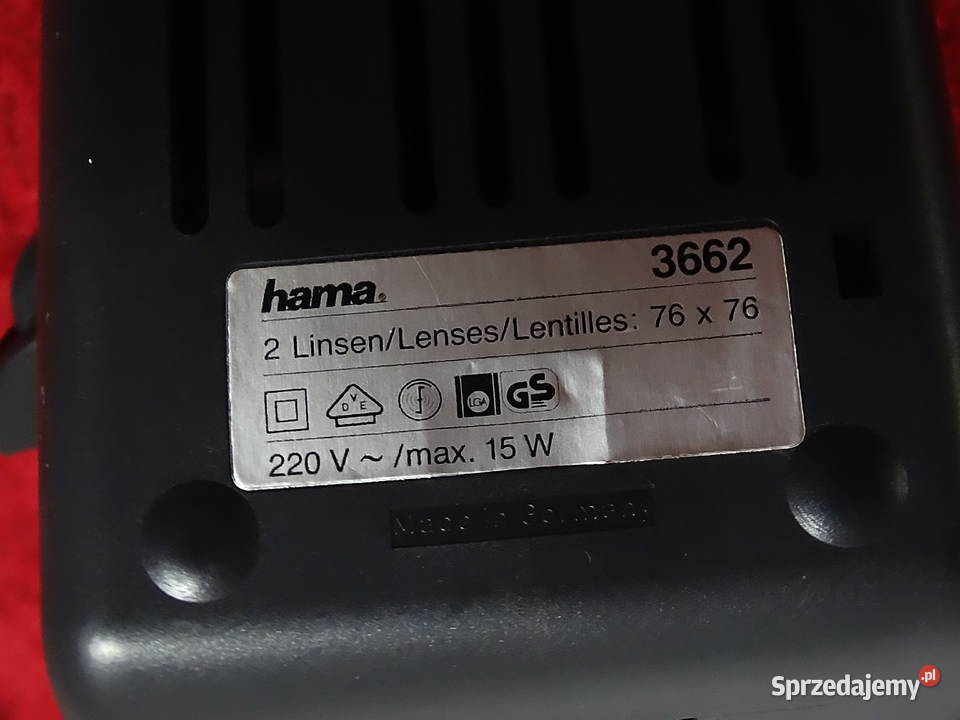 hama®
3662
2 Linsen/Lenses/Lentilles: 76 x 76
D V E
LGA
GS
220 V ~ /max. 15 W
Made in Germany
Sprzedajemy.pl